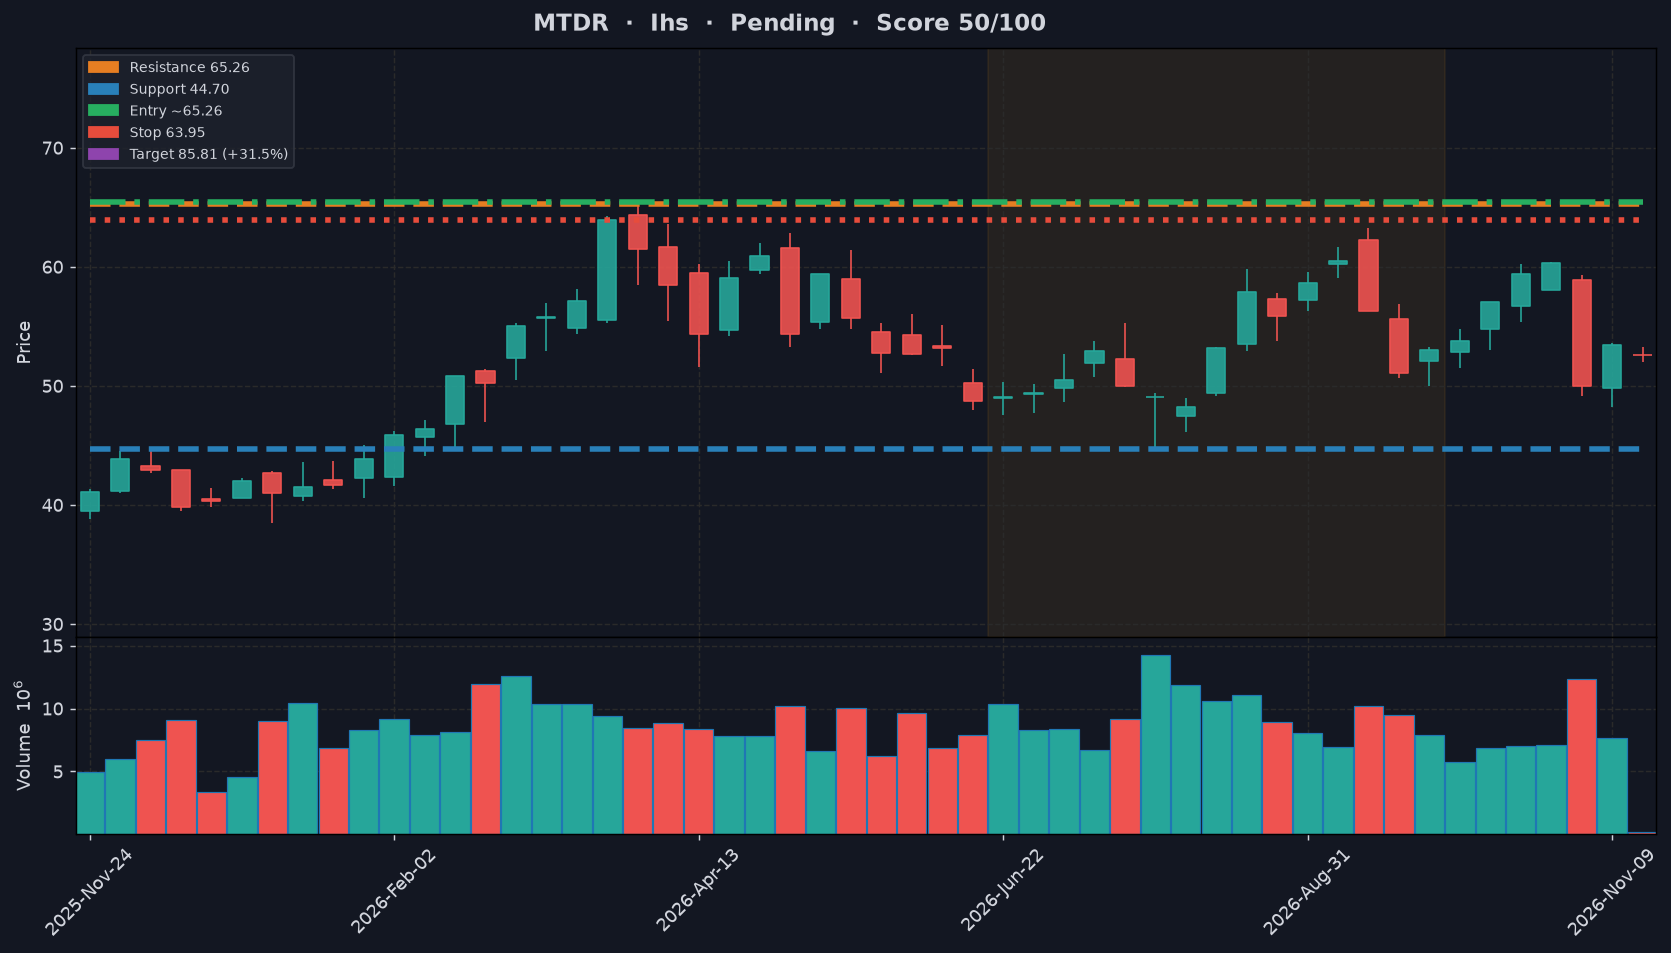 MTDR · Ihs · Pending · Score 50/100
Resistance 65.26
Support 44.70
Entry ~65.26
Stop 63.95
Target 85.81 (+31.5%)
Price
70
60
50
40
30
Volume 10⁶
15
10
5
2025-Nov-24
2026-Feb-02
2026-Apr-13
2026-Jun-22
2026-Aug-31
2026-Nov-09